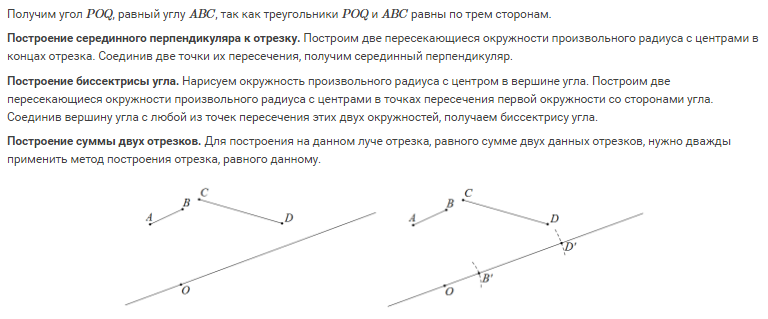 Получим угол POQ, равный углу ABC, так как треугольники POQ и ABC равны по трем сторонам.
Построение серединного перпендикуляра к отрезку. Построим две пересекающиеся окружности произвольного радиуса с центрами в
концах отрезка. Соединив две точки их пересечения, получим серединный перпендикуляр.
Построение биссектрисы угла. Нарисуем окружность произвольного радиуса с центром в вершине угла. Построим две
пересекающиеся окружности произвольного радиуса с центрами в точках пересечения первой окружности со сторонами угла.
Соединив вершину угла с любой из точек пересечения этих двух окружностей, получаем биссектрису угла.
Построение суммы двух отрезков. Для построения на данном луче отрезка, равного сумме двух данных отрезков, нужно дважды
применить метод построения отрезка, равного данному.
A B C D O
A B C D D' B' O